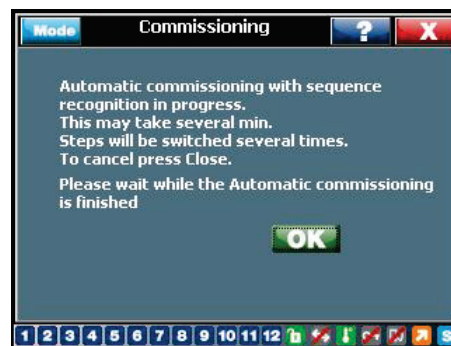 Mode Commissioning ? X
Automatic commissioning with sequence
recognition in progress.
This may take several min.
Steps will be switched several times.
To cancel press Close.
Please wait while the Automatic commissioning
is finished
OK
1 2 3 4 5 6 7 8 9 10 11 12